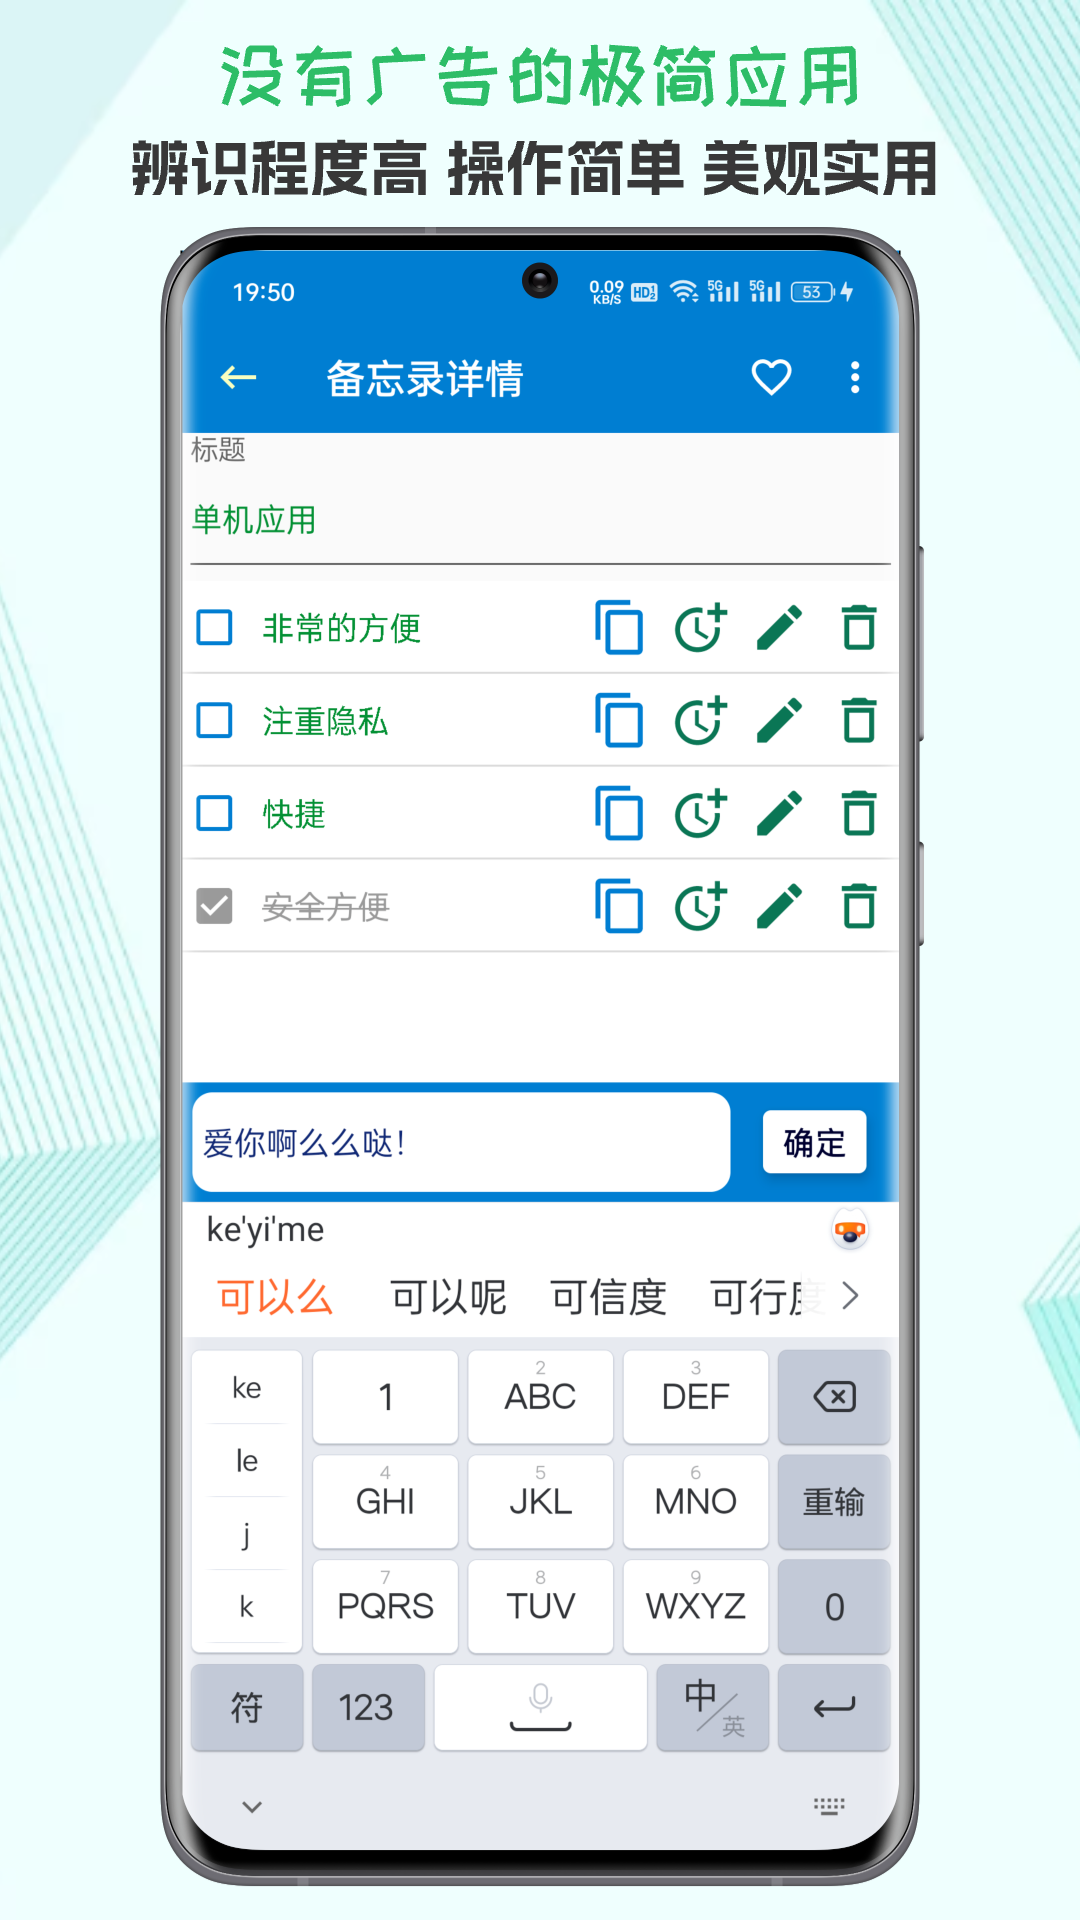 没有广告的极简应用
辨识程度高 操作简单 美观实用
19:50
0.09 KB/S HD 5G 5G 53
备忘录详情
标题
单机应用
非常的方便
注重隐私
快捷
安全方便
爱你啊么么哒！
确定
ke'yi'me
可以么 可以呢 可信度 可行度
ke
le
j
k
1
2 ABC
3 DEF
4 GHI
5 JKL
6 MNO
重输
7 PQRS
8 TUV
9 WXYZ
0
符
123
中/英